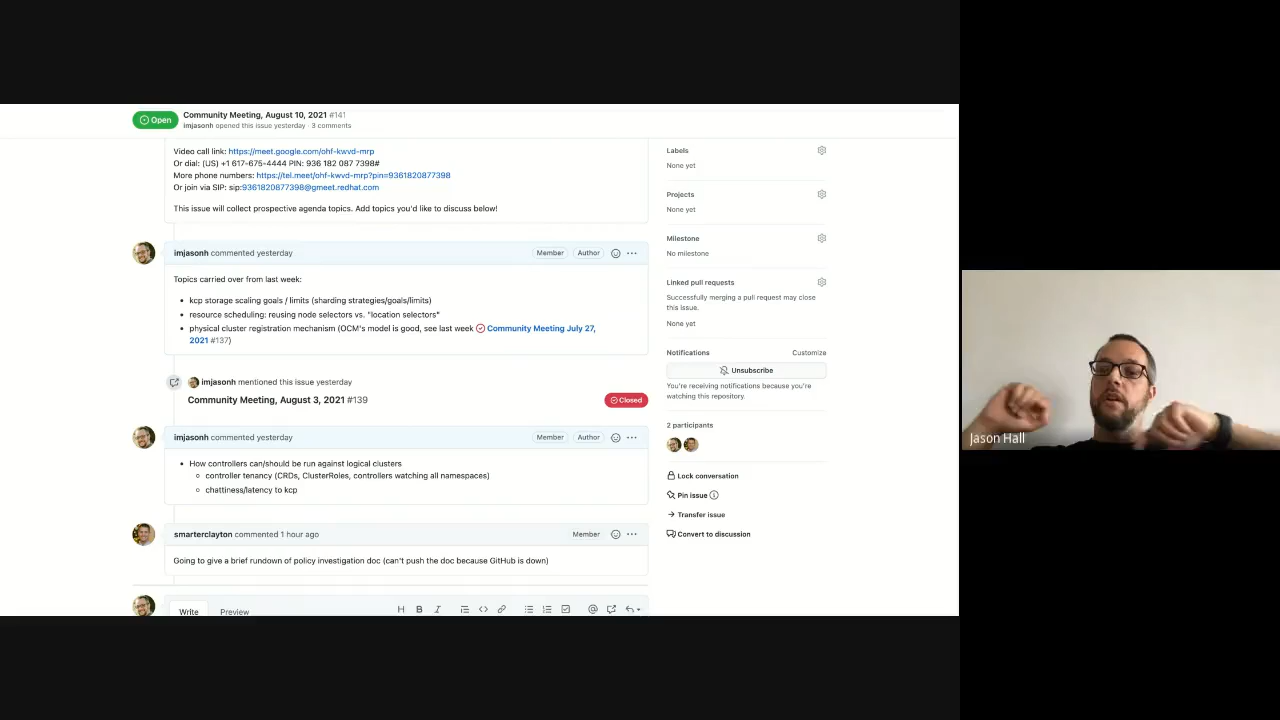 Open
Community Meeting, August 10, 2021 #141
imjasonh opened this issue yesterday · 3 comments
Video call link: https://meet.google.com/ohf-kwvd-mrp
Or dial: (US) +1 617-675-4444 PIN: 936 182 087 7398#
More phone numbers: https://tel.meet/ohf-kwvd-mrp?pin=9361820877398
Or join via SIP: sip:9361820877398@gmeet.redhat.com
This issue will collect prospective agenda topics. Add topics you'd like to discuss below!
imjasonh commented yesterday
Member
Author
Topics carried over from last week:
• kcp storage scaling goals / limits (sharding strategies/goals/limits)
• resource scheduling: reusing node selectors vs. "location selectors"
• physical cluster registration mechanism (OCM's model is good, see last week Community Meeting July 27,
2021 #137)
imjasonh mentioned this issue yesterday
Community Meeting, August 3, 2021 #139
Closed
imjasonh commented yesterday
Member
Author
• How controllers can/should be run against logical clusters
◦ controller tenancy (CRDs, ClusterRoles, controllers watching all namespaces)
◦ chattiness/latency to kcp
smarterclayton commented 1 hour ago
Member
Going to give a brief rundown of policy investigation doc (can't push the doc because GitHub is down)
Write
Preview
Labels
None yet
Projects
None yet
Milestone
No milestone
Linked pull requests
Successfully merging a pull request may close
this issue.
None yet
Notifications
Customize
Unsubscribe
You're receiving notifications because you're
watching this repository.
2 participants
Lock conversation
Pin issue
Transfer issue
Convert to discussion
Jason Hall